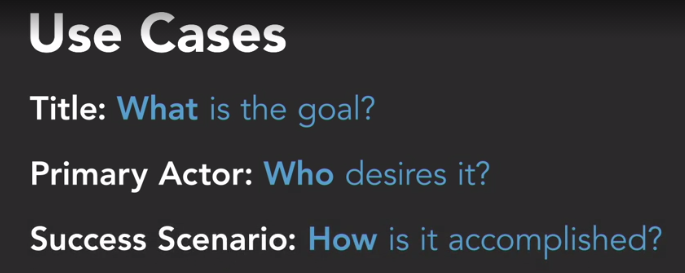 Use Cases
Title: What is the goal?
Primary Actor: Who desires it?
Success Scenario: How is it accomplished?